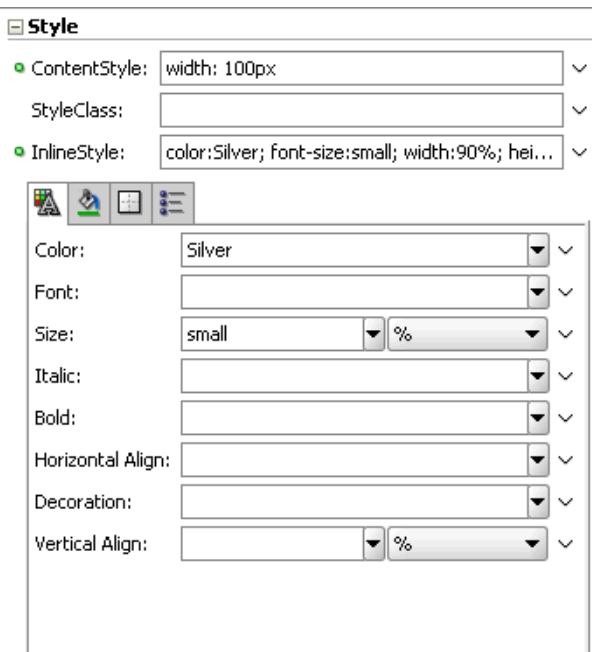 Style
ContentStyle: width: 100px
StyleClass:
InlineStyle: color:Silver; font-size:small; width:90%; hei...
Color: Silver
Font:
Size: small %
Italic:
Bold:
Horizontal Align:
Decoration:
Vertical Align: %